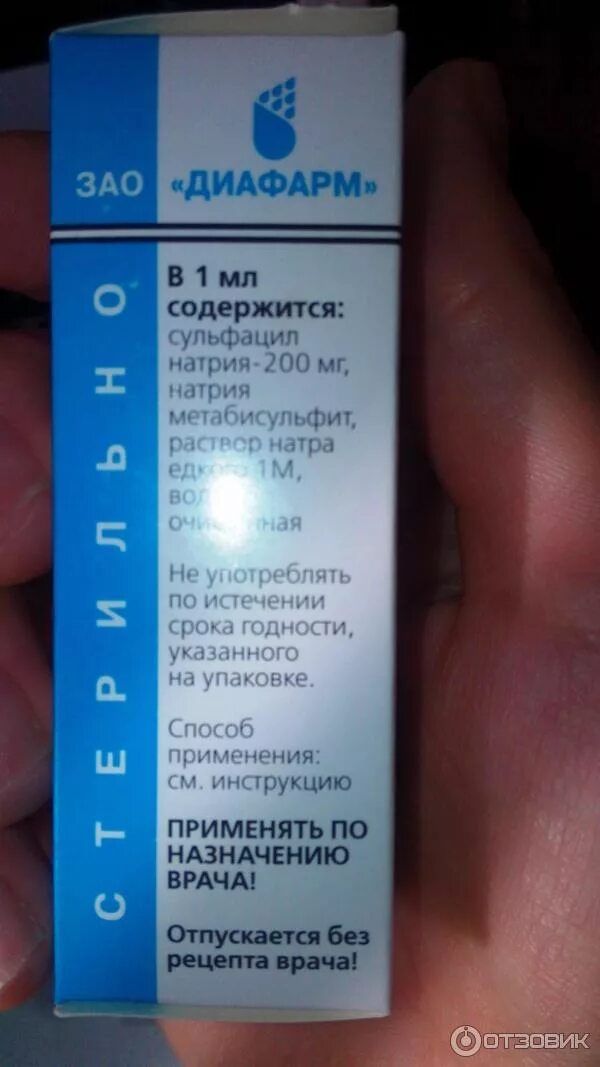 ЗАО «ДИАФАРМ»
СТЕРИЛЬНО
В 1 мл
содержится:
сульфацил
натрия-200 мг,
натрия
метабисульфит,
раствор натра
1М,
Не употреблять
по истечении
срока годности,
указанного
на упаковке.
Способ
применения:
см. инструкцию
ПРИМЕНЯТЬ ПО
НАЗНАЧЕНИЮ
ВРАЧА!
Отпускается без
рецепта врача!
ОТЗОВИК